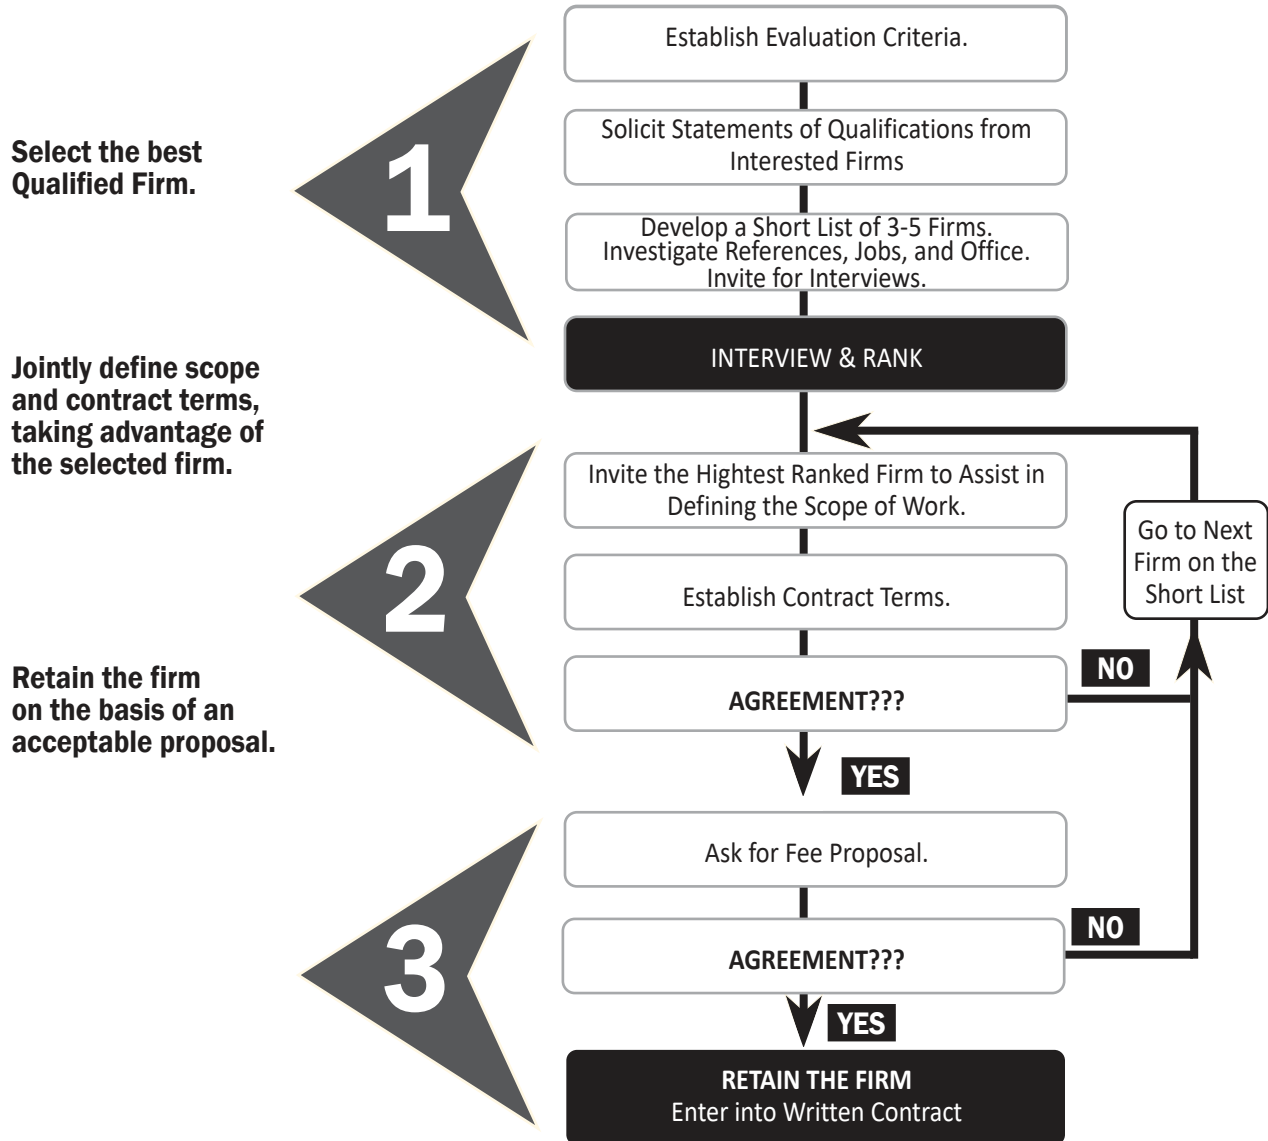 Establish Evaluation Criteria.
Select the best
Qualified Firm.
1
Solicit Statements of Qualifications from
Interested Firms
Develop a Short List of 3-5 Firms.
Investigate References, Jobs, and Office.
Invite for Interviews.
INTERVIEW & RANK
Jointly define scope
and contract terms,
taking advantage of
the selected firm.
2
Invite the Highest Ranked Firm to Assist in
Defining the Scope of Work.
Go to Next
Firm on the
Short List
Establish Contract Terms.
AGREEMENT???
NO
YES
Retain the firm
on the basis of an
acceptable proposal.
3
Ask for Fee Proposal.
AGREEMENT???
NO
YES
RETAIN THE FIRM
Enter into Written Contract